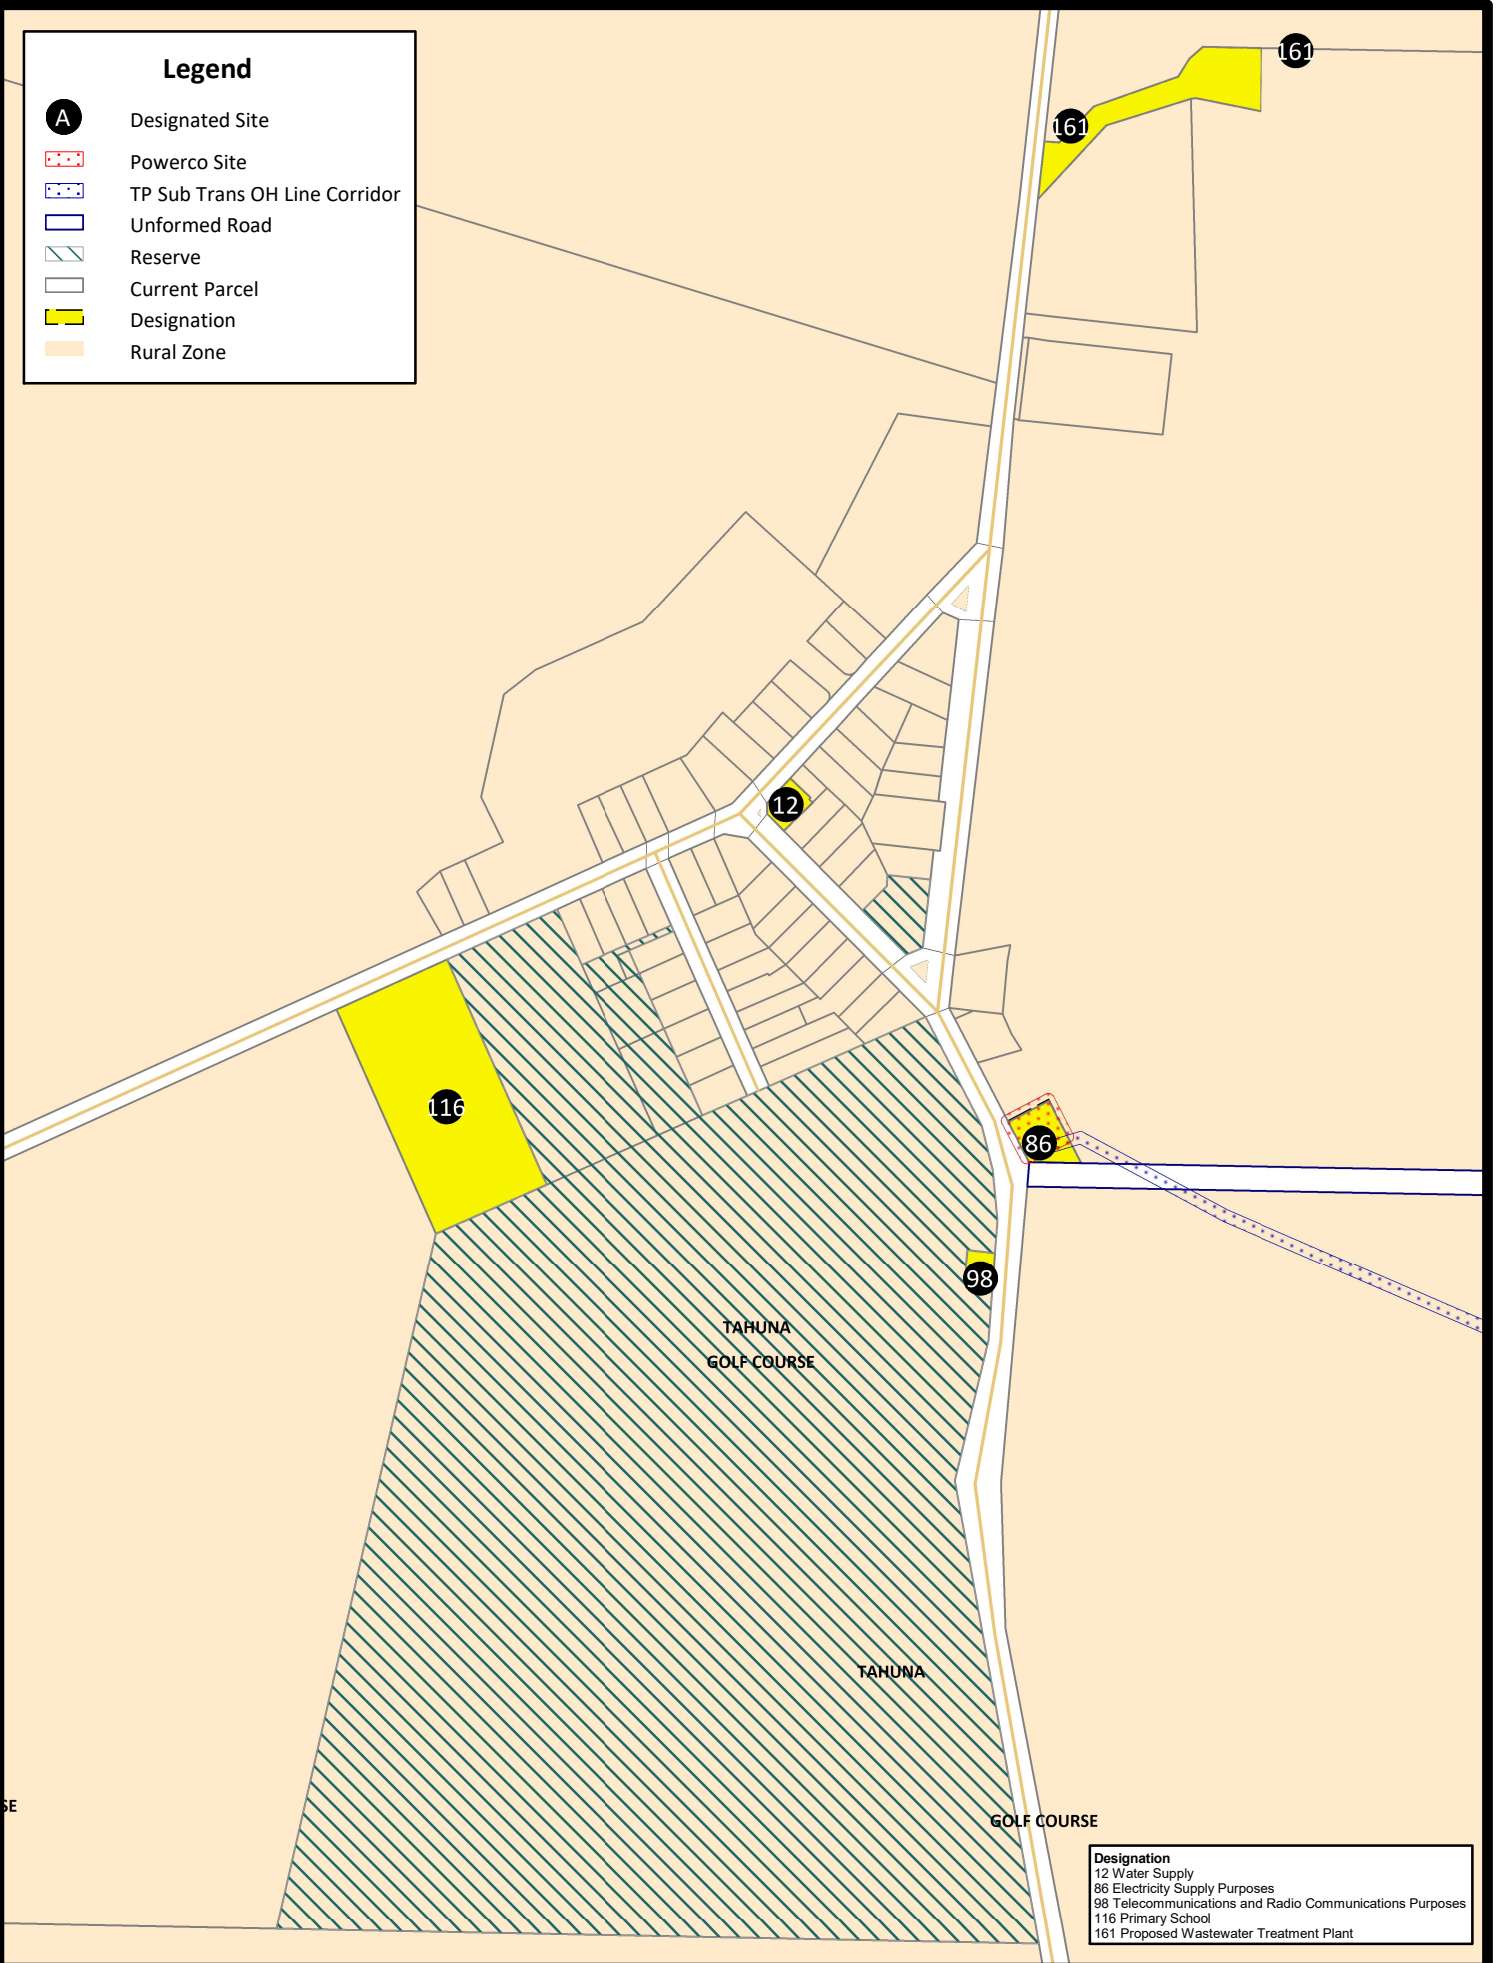 Legend
A Designated Site
Powerco Site
TP Sub Trans OH Line Corridor
Unformed Road
Reserve
Current Parcel
Designation
Rural Zone
161
161
12
116
86
98
TAHUNA
GOLF COURSE
TAHUNA
SE
GOLF COURSE
Designation
12 Water Supply
86 Electricity Supply Purposes
98 Telecommunications and Radio Communications Purposes
116 Primary School
161 Proposed Wastewater Treatment Plant